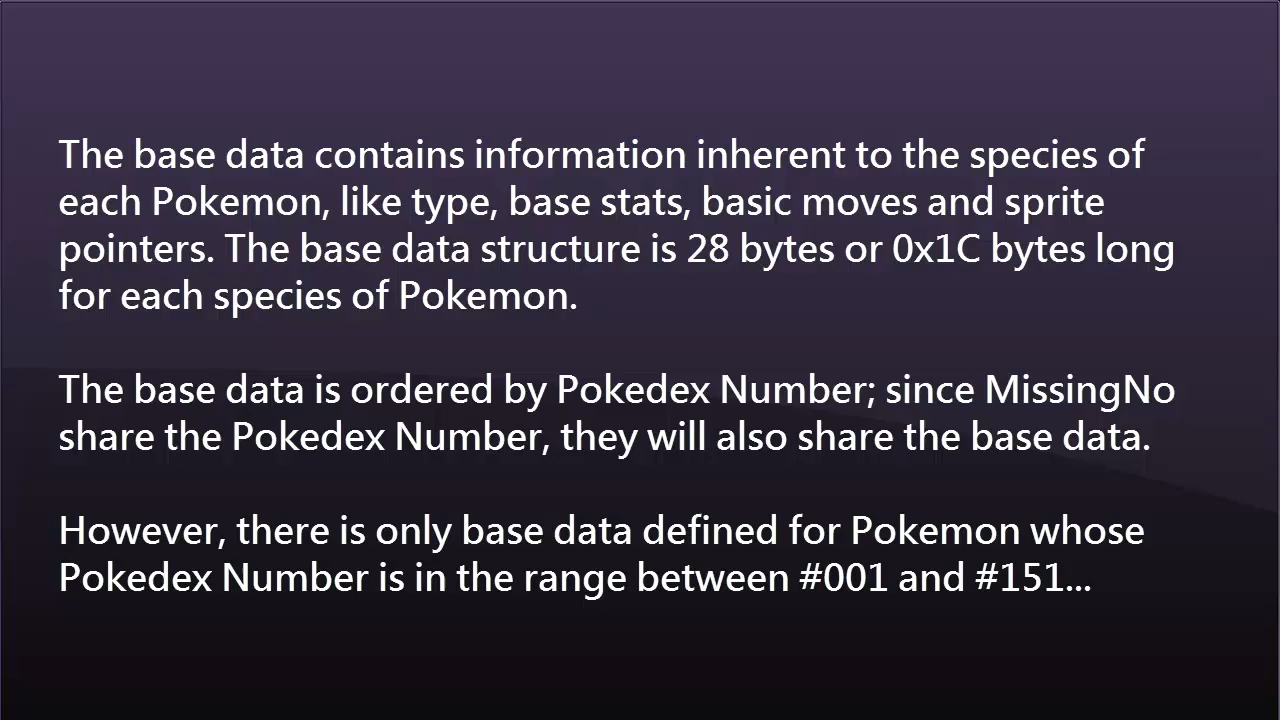 The base data contains information inherent to the species of
each Pokemon, like type, base stats, basic moves and sprite
pointers. The base data structure is 28 bytes or 0x1C bytes long
for each species of Pokemon.
The base data is ordered by Pokedex Number; since MissingNo
share the Pokedex Number, they will also share the base data.
However, there is only base data defined for Pokemon whose
Pokedex Number is in the range between #001 and #151...